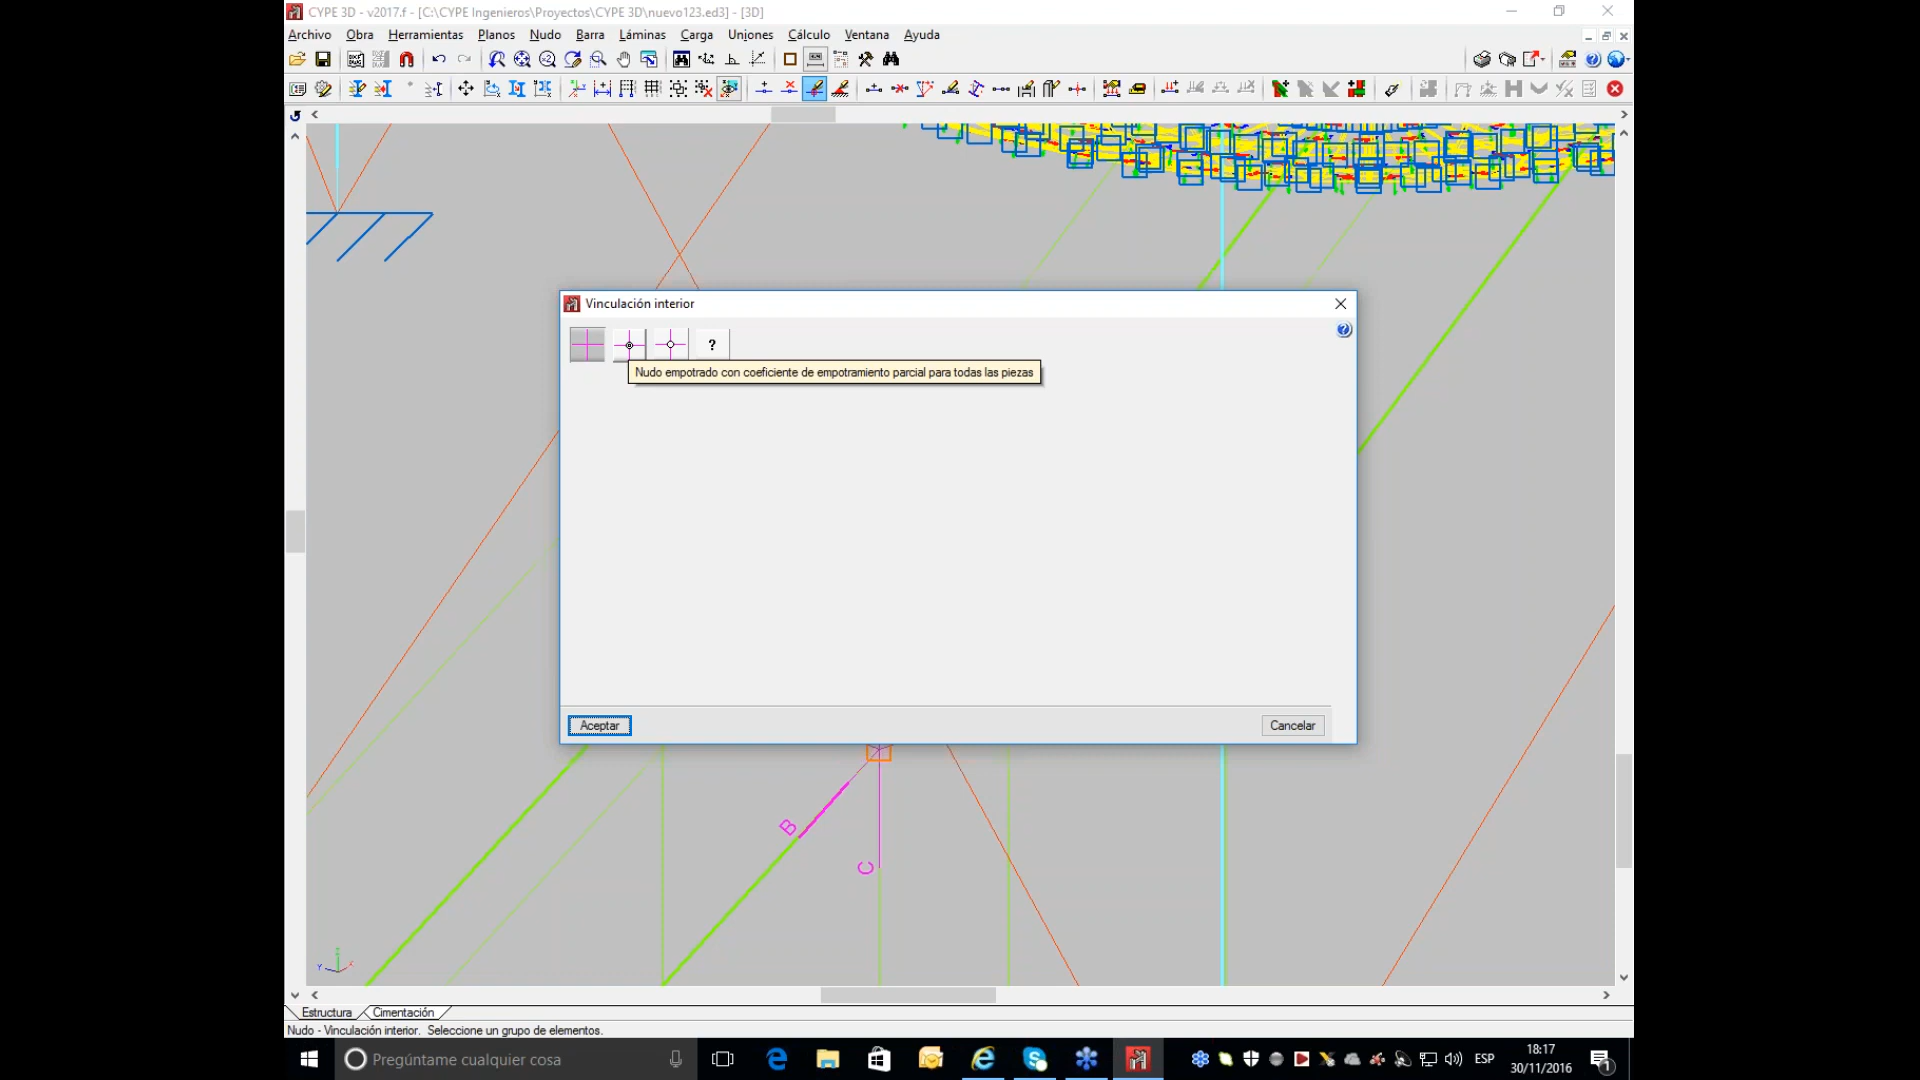 CYPE 3D - v2017.f - [C:\CYPE Ingenieros\Proyectos\CYPE 3D\nuevo123.ed3] - [3D]
Archivo Obra Herramientas Planos Nudo Barra Láminas Carga Uniones Cálculo Ventana Ayuda
Vinculación interior
?
Nudo empotrado con coeficiente de empotramiento parcial para todas las piezas
Aceptar Cancelar
B
C
Estructura Cimentación
Nudo - Vinculación interior. Seleccione un grupo de elementos.
Pregúntame cualquier cosa
ESP
18:17
30/11/2016
1